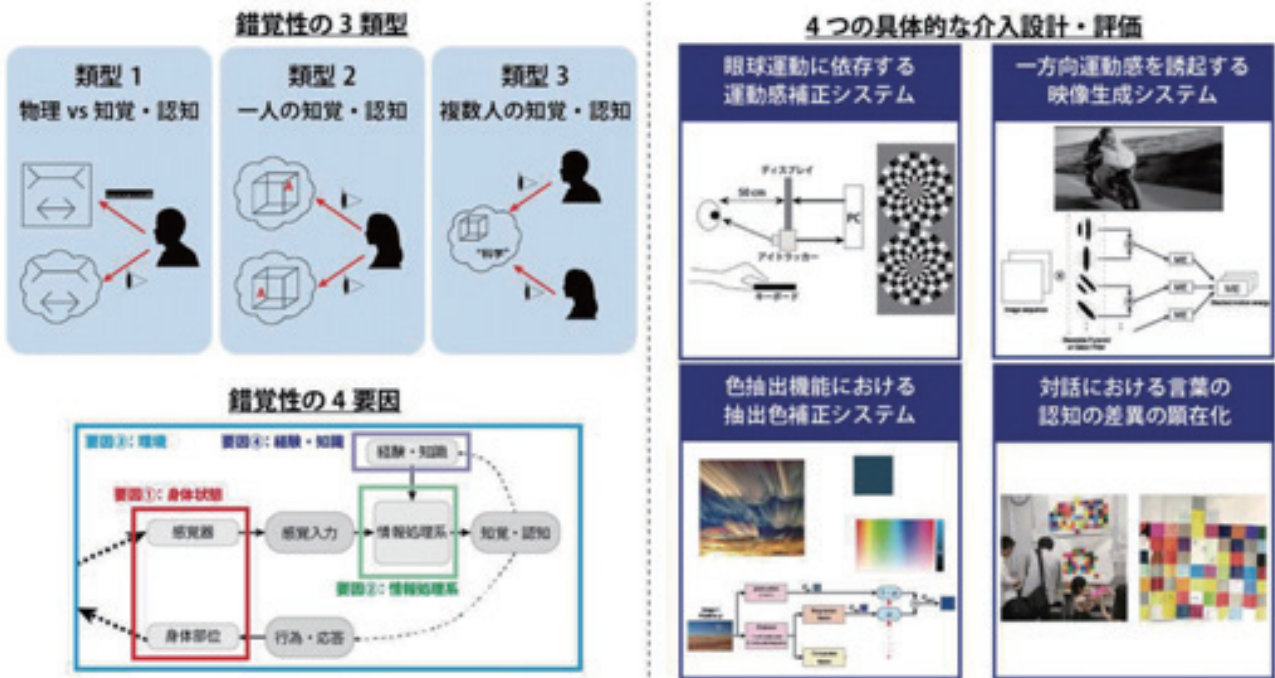 錯覚性の3類型
類型1
物理 vs 知覚・認知
類型2
一人の知覚・認知
A
A
類型3
複数人の知覚・認知
"科学"
錯覚性の4要因
要因③：環境
要因④：経験・知識
経験・知識
要因①：身体状態
感覚器
感覚入力
情報処理系
知覚・認知
要因②：情報処理系
身体部位
行為・応答
4つの具体的な介入設計・評価
眼球運動に依存する
運動感補正システム
ディスプレイ
50 cm
PC
アイトラッカー
キーボード
一方向運動感を誘起する
映像生成システム
Image sequence
ME
ME
ME
ME
色抽出機能における
抽出色補正システム
対話における言葉の
認知の差異の顕在化